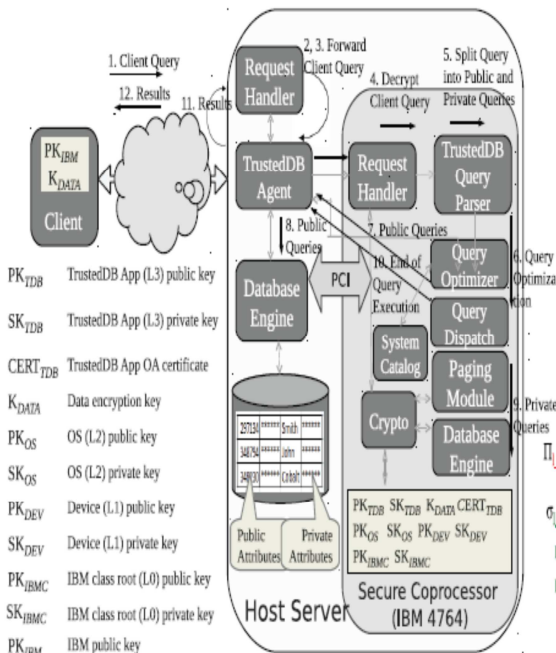 1. Client Query
12. Results
11. Results
2, 3. Forward
Client Query
4. Decrypt
Client Query
5. Split Query
into Public and
Private Queries
Request
Handler
PK_IBM
K_DATA
Client
TrustedDB
Agent
Request
Handler
TrustedDB
Query
Parser
8. Public
Queries
7. Public Queries
10. End of
Query
Execution
PCI
Query
Optimizer
6. Query
Optimiza
tion
Database
Engine
Query
Dispatch
System
Catalog
Paging
Module
9. Private
Queries
Crypto
Database
Engine
297134 ****** Smith ******
348794 ****** John ******
****** Cobalt ******
Public
Attributes
Private
Attributes
PK_TDB SK_TDB K_DATA CERT_TDB
PK_OS SK_OS PK_DEV SK_DEV
PK_IBMC SK_IBMC
Host Server
Secure Coprocessor
(IBM 4764)
PK_TDB TrustedDB App (L3) public key
SK_TDB TrustedDB App (L3) private key
CERT_TDB TrustedDB App OA certificate
K_DATA Data encryption key
PK_OS OS (L2) public key
SK_OS OS (L2) private key
PK_DEV Device (L1) public key
SK_DEV Device (L1) private key
PK_IBMC IBM class root (L0) public key
SK_IBMC IBM class root (L0) private key
PK_IBM IBM public key
Π
σ